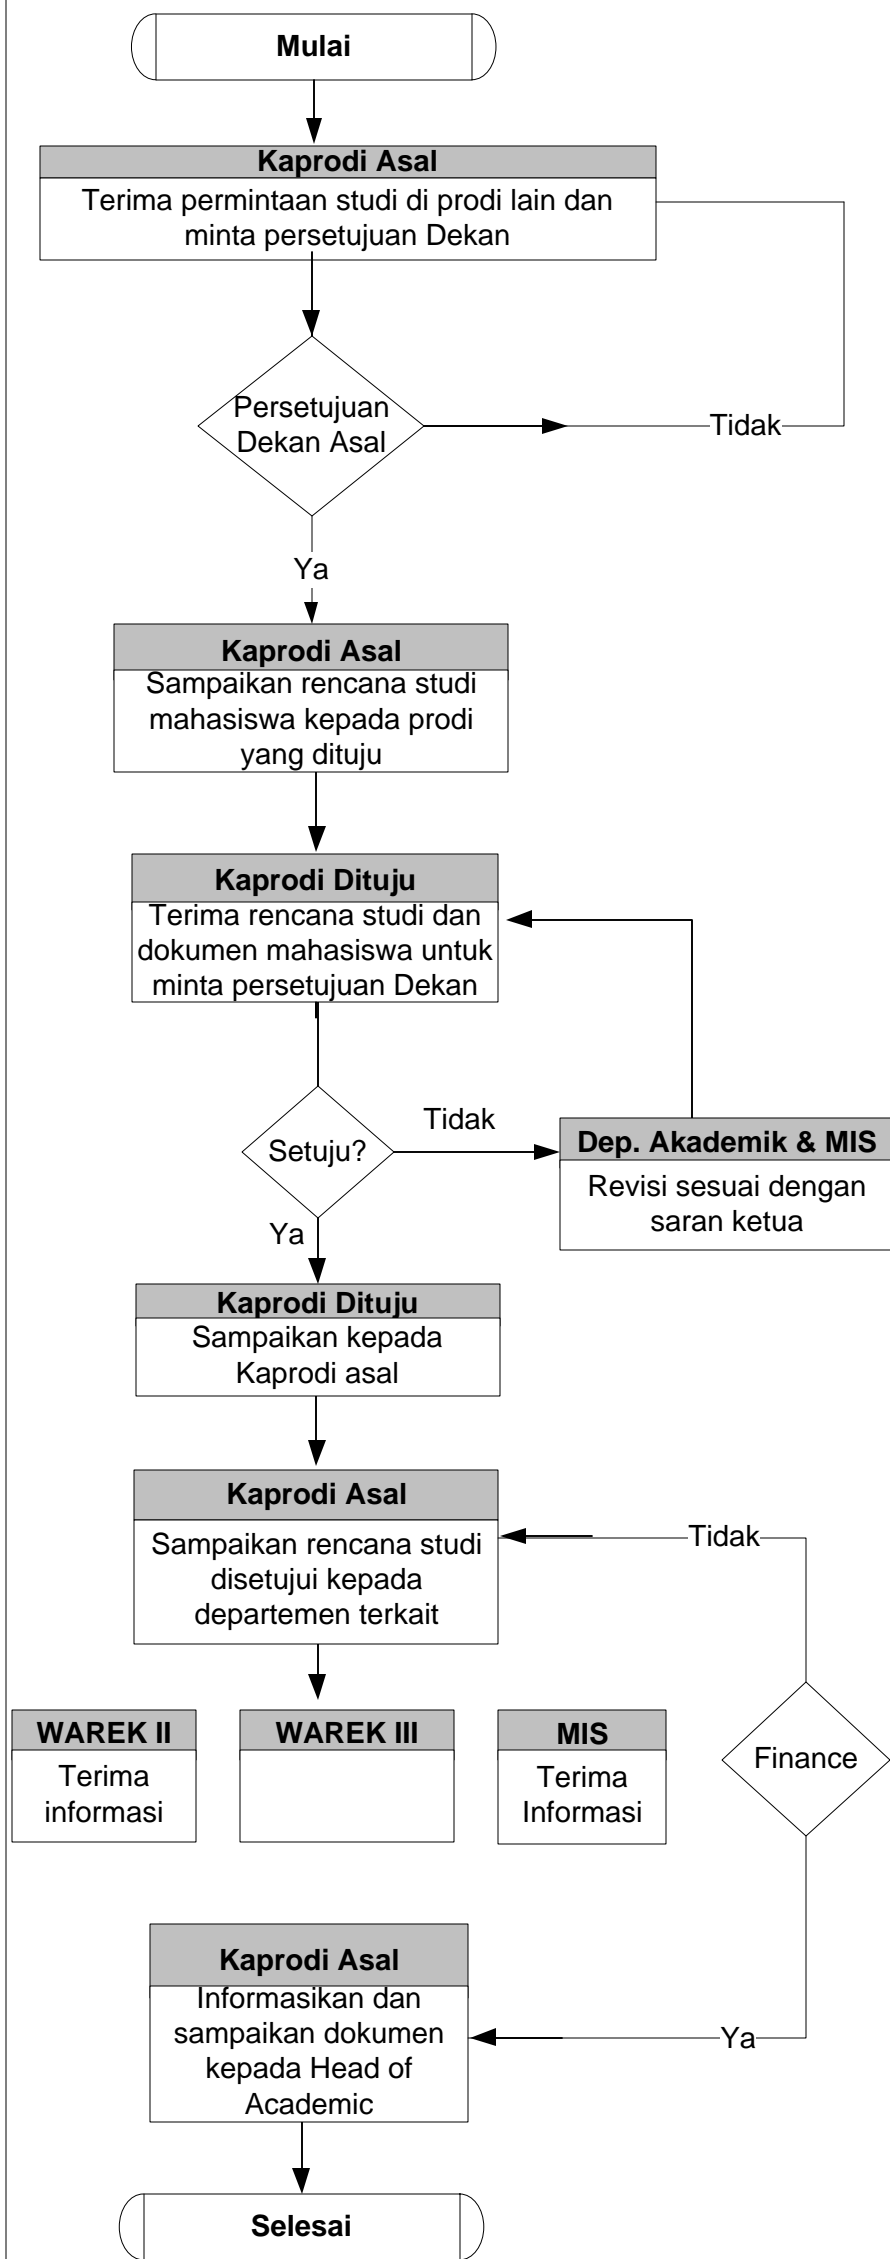 Mulai
Kaprodi Asal
Terima permintaan studi di prodi lain dan
minta persetujuan Dekan
Persetujuan
Dekan Asal
Tidak
Ya
Kaprodi Asal
Sampaikan rencana studi
mahasiswa kepada prodi
yang dituju
Kaprodi Dituju
Terima rencana studi dan
dokumen mahasiswa untuk
minta persetujuan Dekan
Setuju?
Tidak
Dep. Akademik & MIS
Revisi sesuai dengan
saran ketua
Ya
Kaprodi Dituju
Sampaikan kepada
Kaprodi asal
Kaprodi Asal
Sampaikan rencana studi
disetujui kepada
departemen terkait
Tidak
WAREK II
Terima
informasi
WAREK III
MIS
Terima
Informasi
Finance
Kaprodi Asal
Informasikan dan
sampaikan dokumen
kepada Head of
Academic
Ya
Selesai